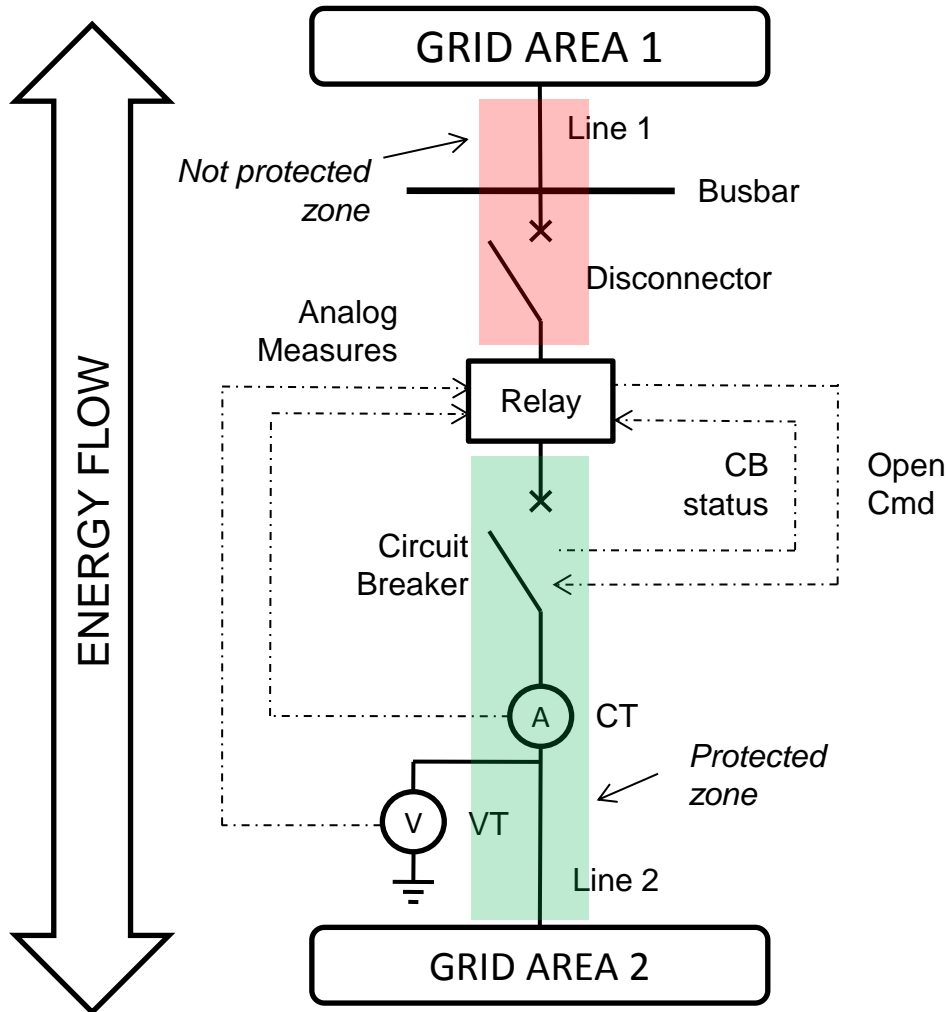 GRID AREA 1
Line 1
Not protected
zone
Busbar
Disconnector
Analog
Measures
ENERGY FLOW
Relay
CB
status
Open
Cmd
Circuit
Breaker
A
CT
Protected
zone
V
VT
Line 2
GRID AREA 2